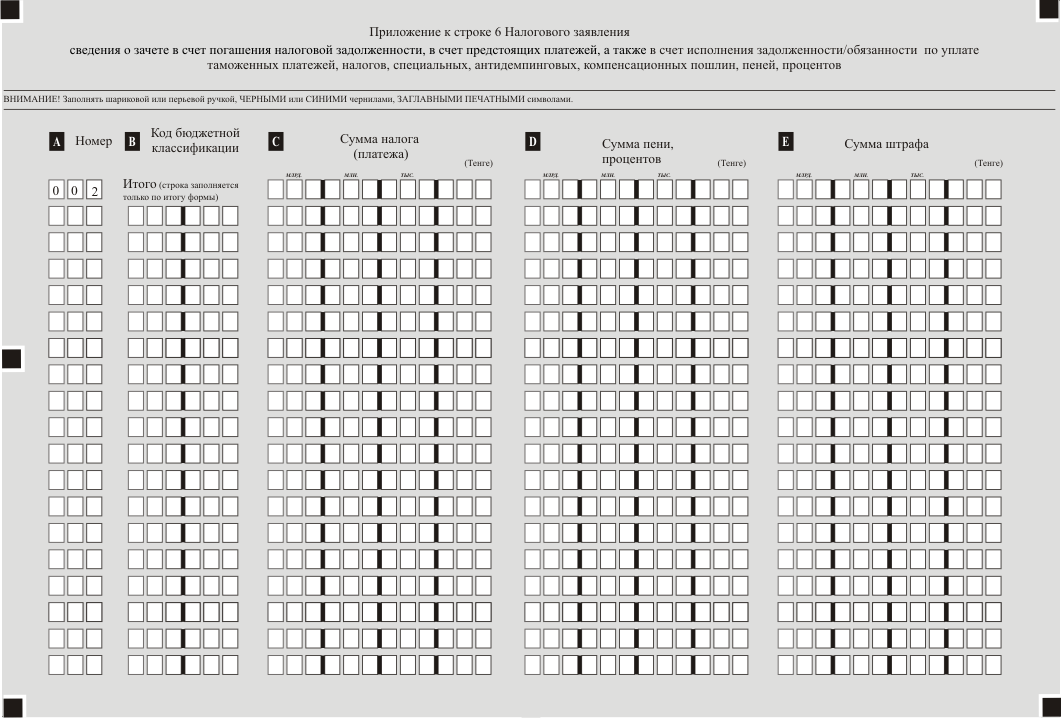 Приложение к строке 6 Налогового заявления
сведения о зачете в счет погашения налоговой задолженности, в счет предстоящих платежей, а также в счет исполнения задолженности/обязанности по уплате
таможенных платежей, налогов, специальных, антидемпинговых, компенсационных пошлин, пеней, процентов
ВНИМАНИЕ! Заполнять шариковой или перьевой ручкой, ЧЕРНЫМИ или СИНИМИ чернилами, ЗАГЛАВНЫМИ ПЕЧАТНЫМИ символами.
A Номер
B Код бюджетной
классификации
C Сумма налога
(платежа)
(Тенге)
D Сумма пени,
процентов
(Тенге)
E Сумма штрафа
(Тенге)
млрд. млн. тыс. млрд. млн. тыс. млрд. млн. тыс.
0 0 2
Итого (строка заполняется
только по итогу формы)